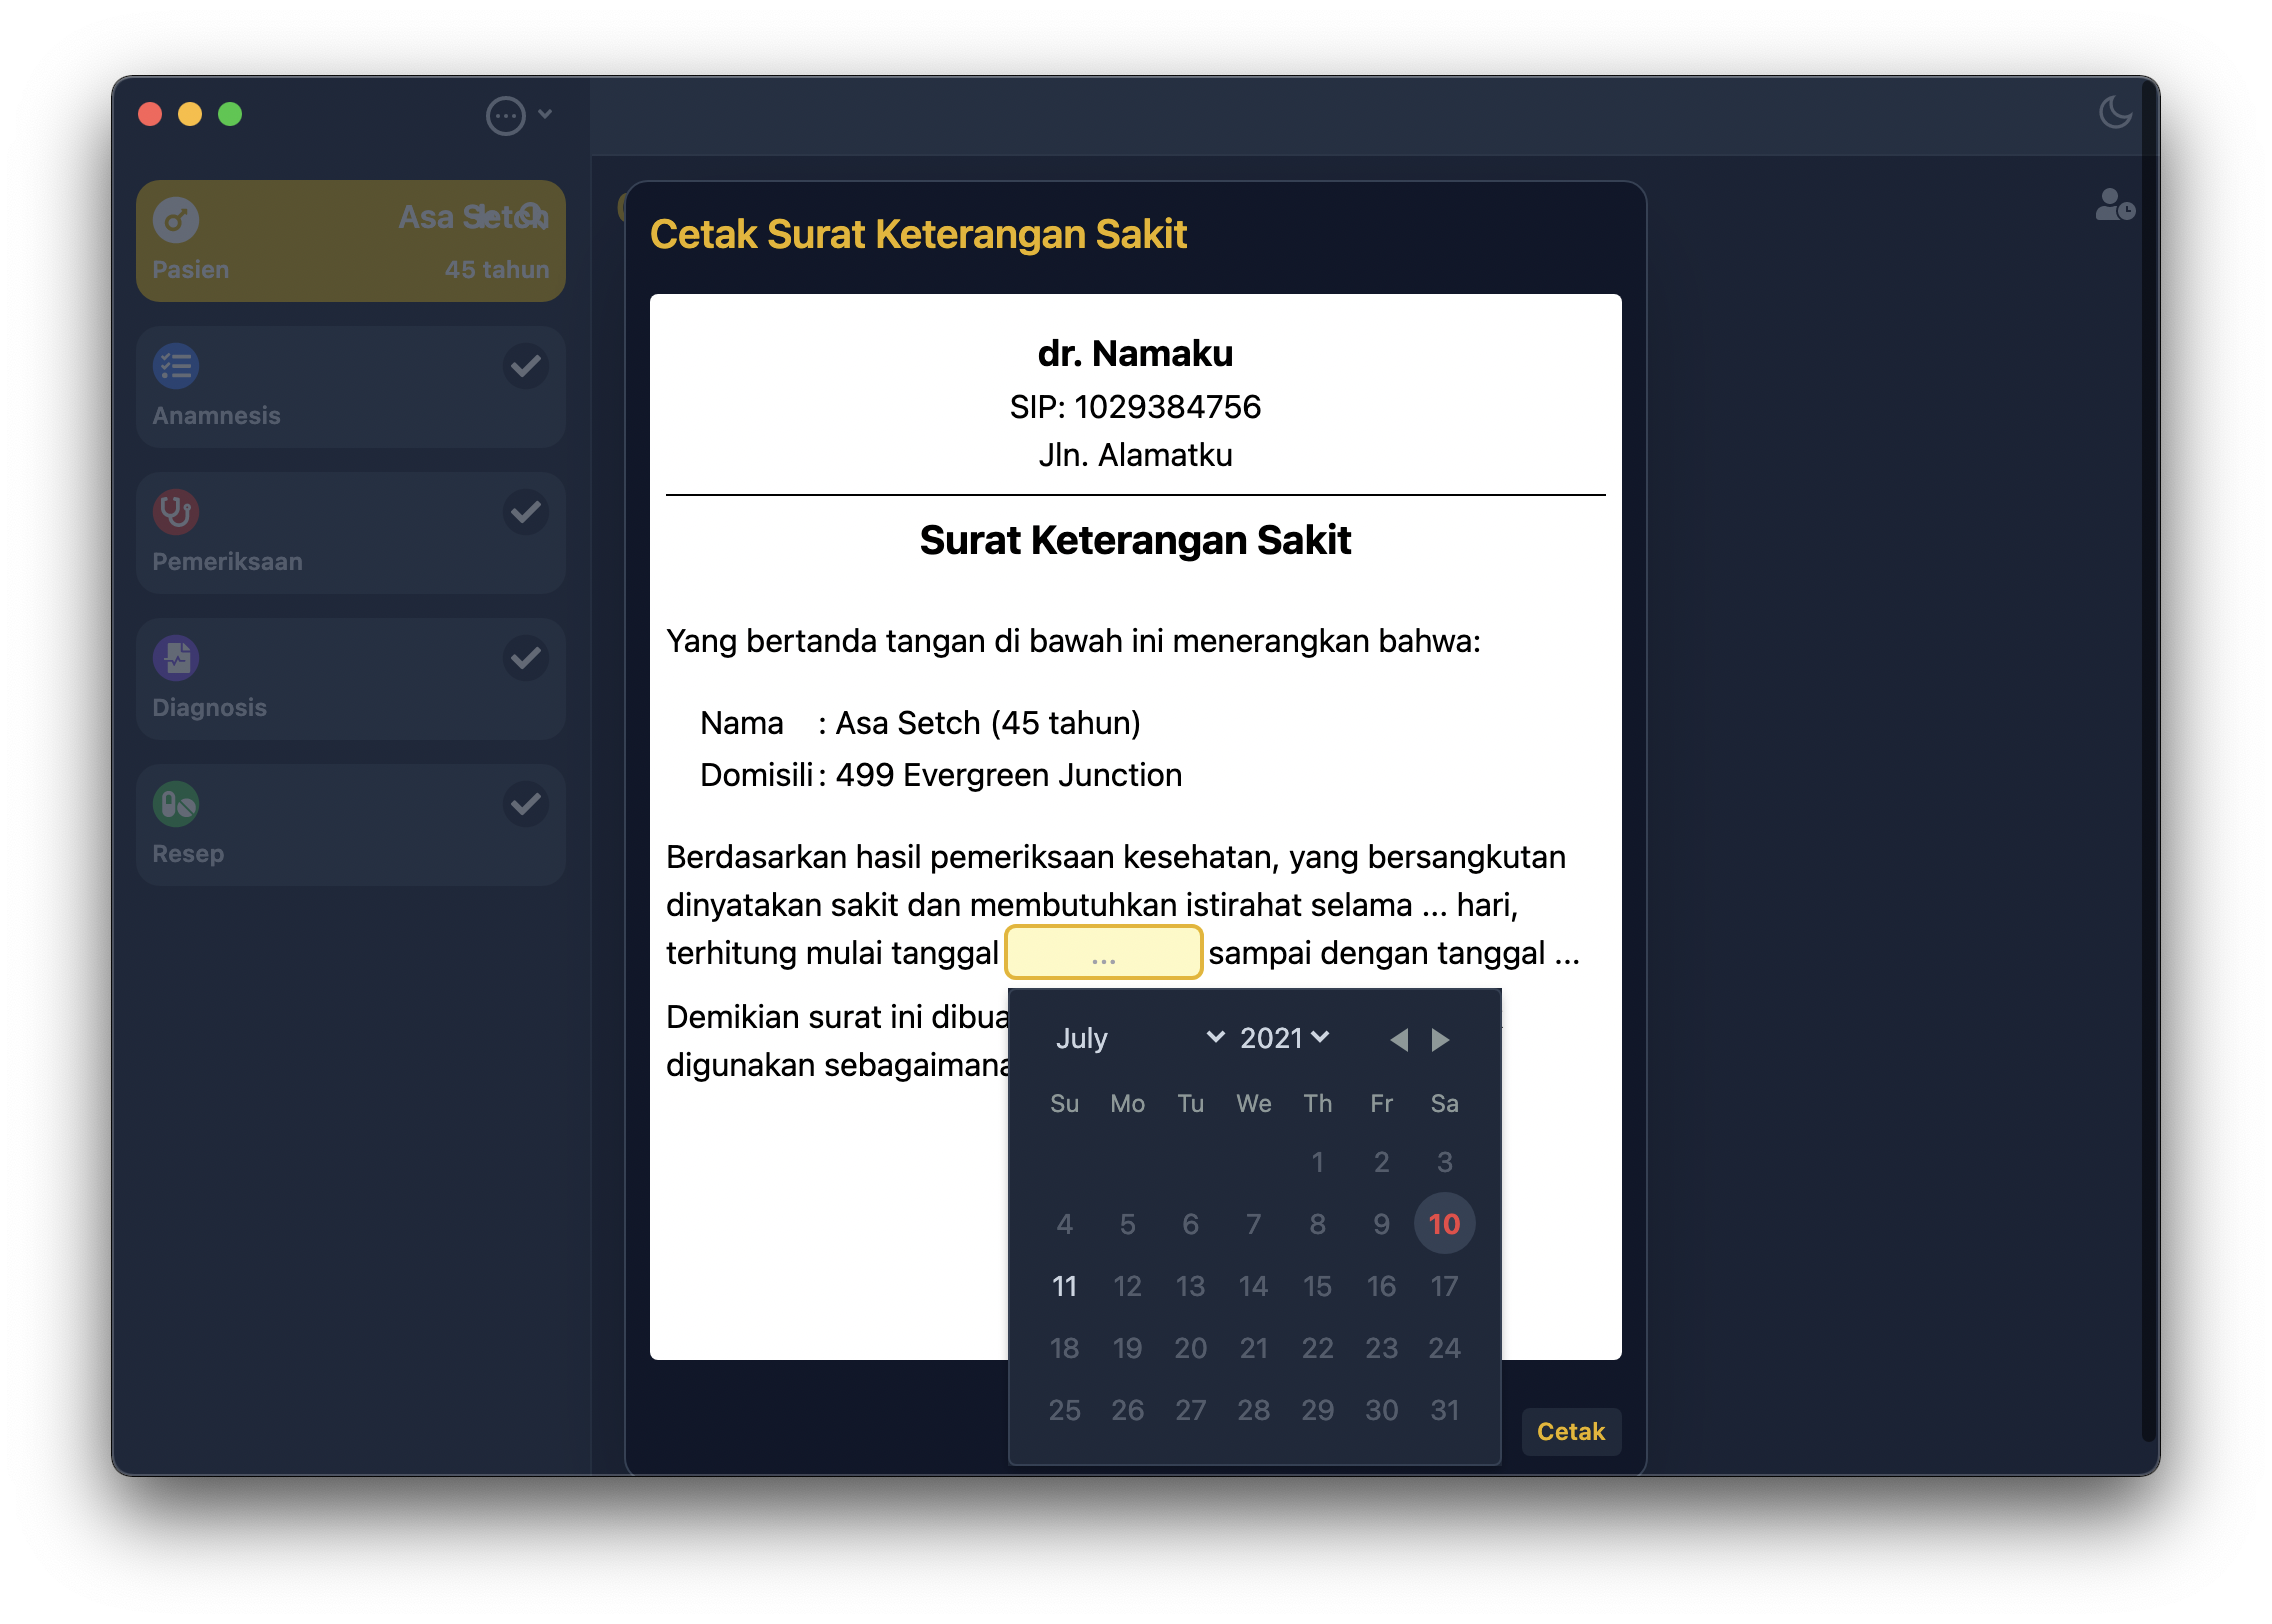 Asa Setch
Pasien
45 tahun
Anamnesis
Pemeriksaan
Diagnosis
Resep
Cetak Surat Keterangan Sakit
dr. Namaku
SIP: 1029384756
Jln. Alamatku
Surat Keterangan Sakit
Yang bertanda tangan di bawah ini menerangkan bahwa:
Nama : Asa Setch (45 tahun)
Domisili : 499 Evergreen Junction
Berdasarkan hasil pemeriksaan kesehatan, yang bersangkutan
dinyatakan sakit dan membutuhkan istirahat selama ... hari,
terhitung mulai tanggal ... sampai dengan tanggal ...
Demikian surat ini
digunakan
July 2021
Su Mo Tu We Th Fr Sa
1 2 3
4 5 6 7 8 9 10
11 12 13 14 15 16 17
18 19 20 21 22 23 24
25 26 27 28 29 30 31
Cetak